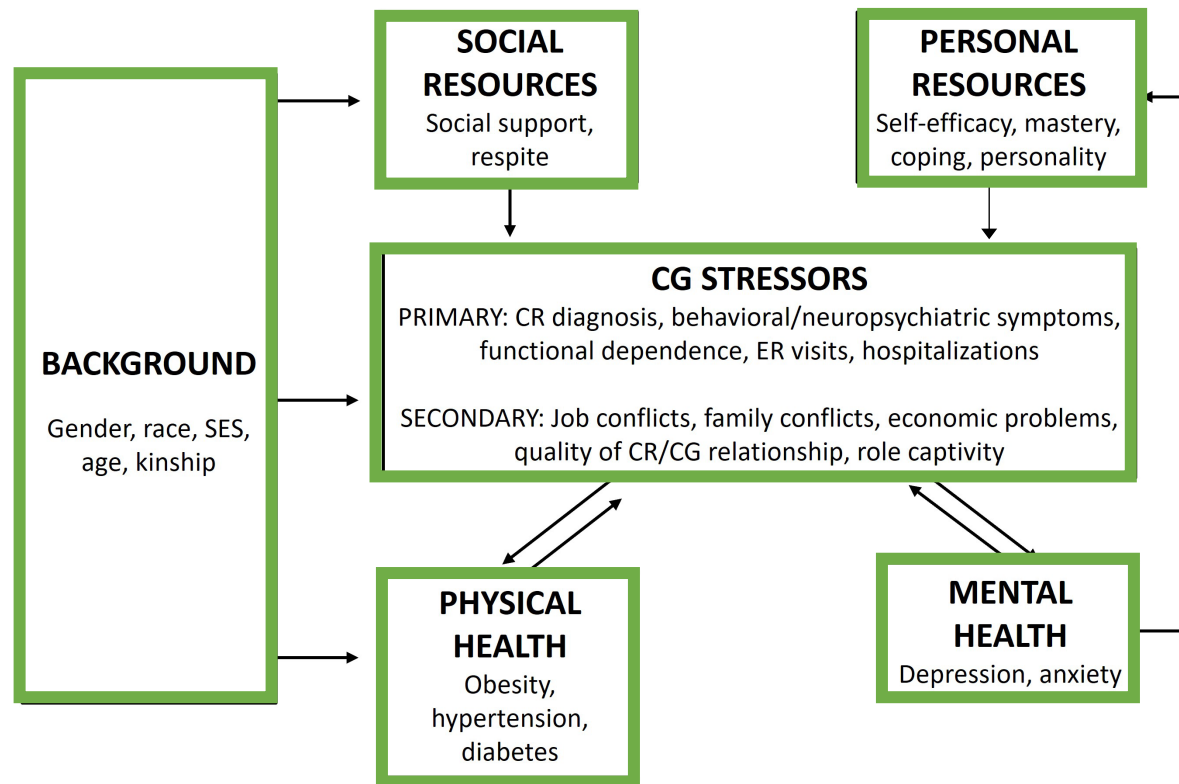 SOCIAL
RESOURCES
Social support,
respite
PERSONAL
RESOURCES
Self-efficacy, mastery,
coping, personality
BACKGROUND
Gender, race, SES,
age, kinship
CG STRESSORS
PRIMARY: CR diagnosis, behavioral/neuropsychiatric symptoms,
functional dependence, ER visits, hospitalizations
SECONDARY: Job conflicts, family conflicts, economic problems,
quality of CR/CG relationship, role captivity
PHYSICAL
HEALTH
Obesity,
hypertension,
diabetes
MENTAL
HEALTH
Depression, anxiety